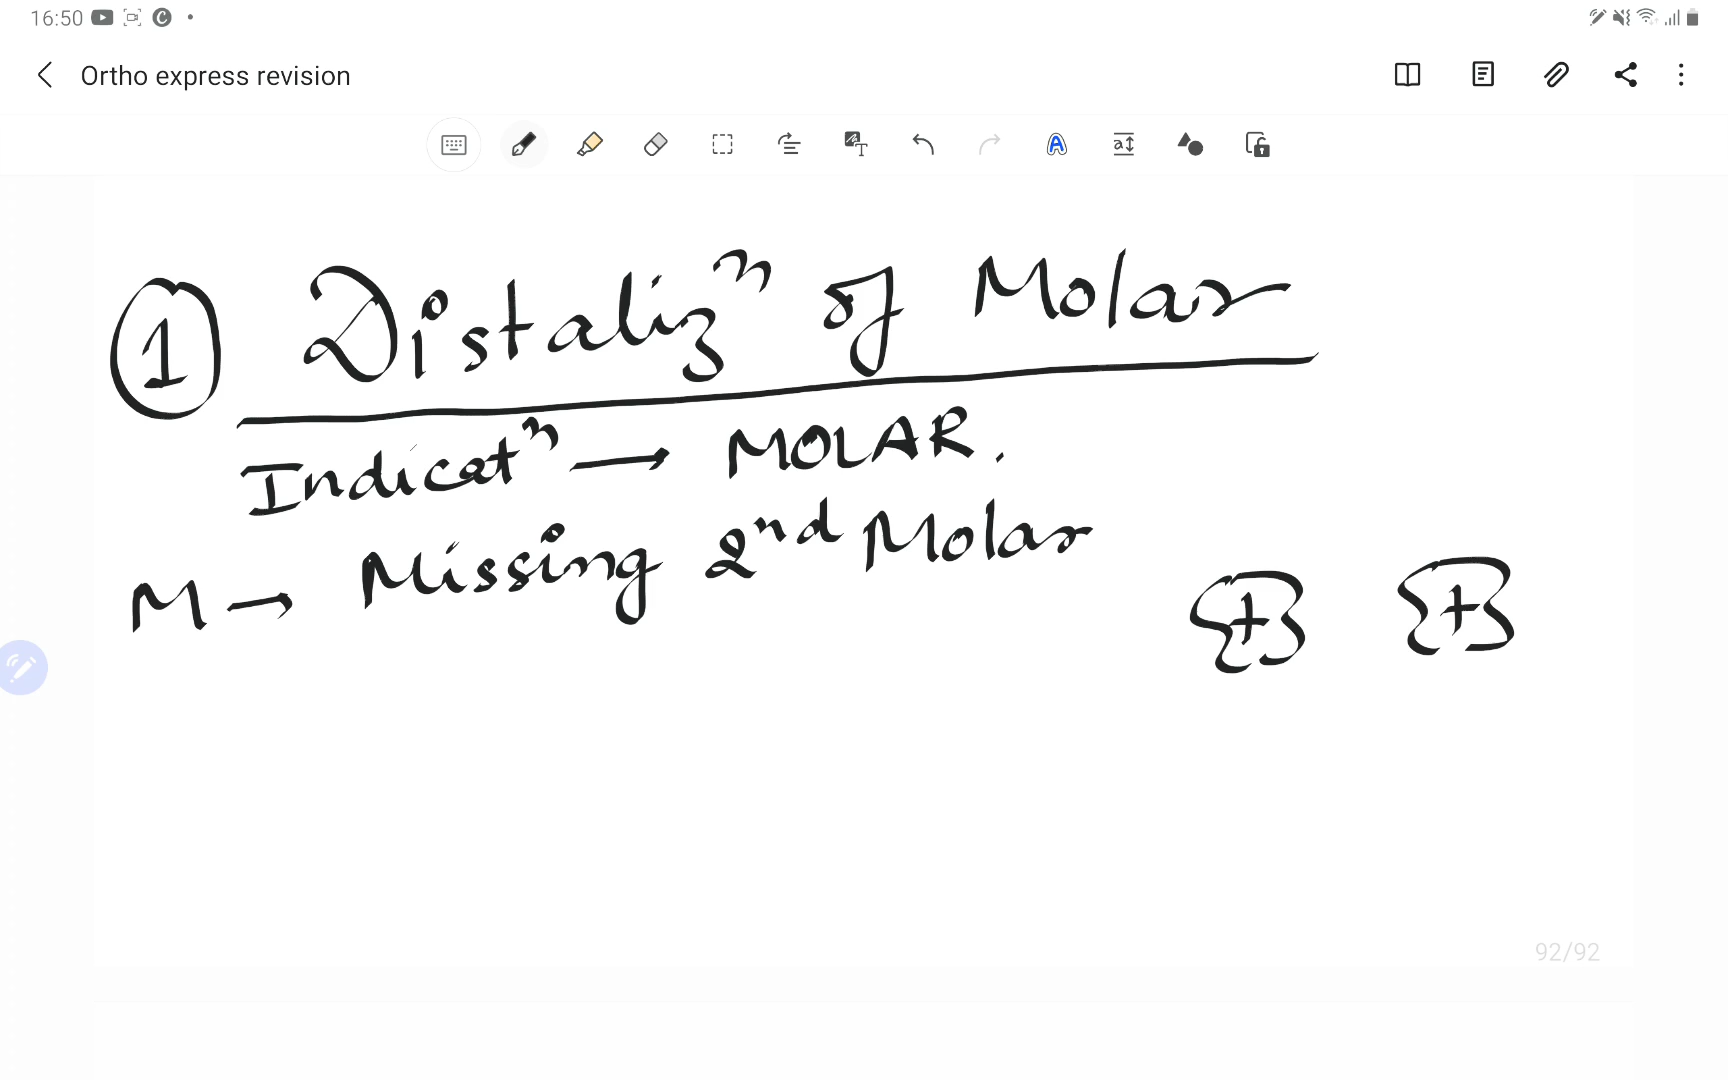 16:50
Ortho express revision
① Distalizⁿ of Molar
Indicatⁿ → MOLAR.
M → Missing 2nd Molar
92/92